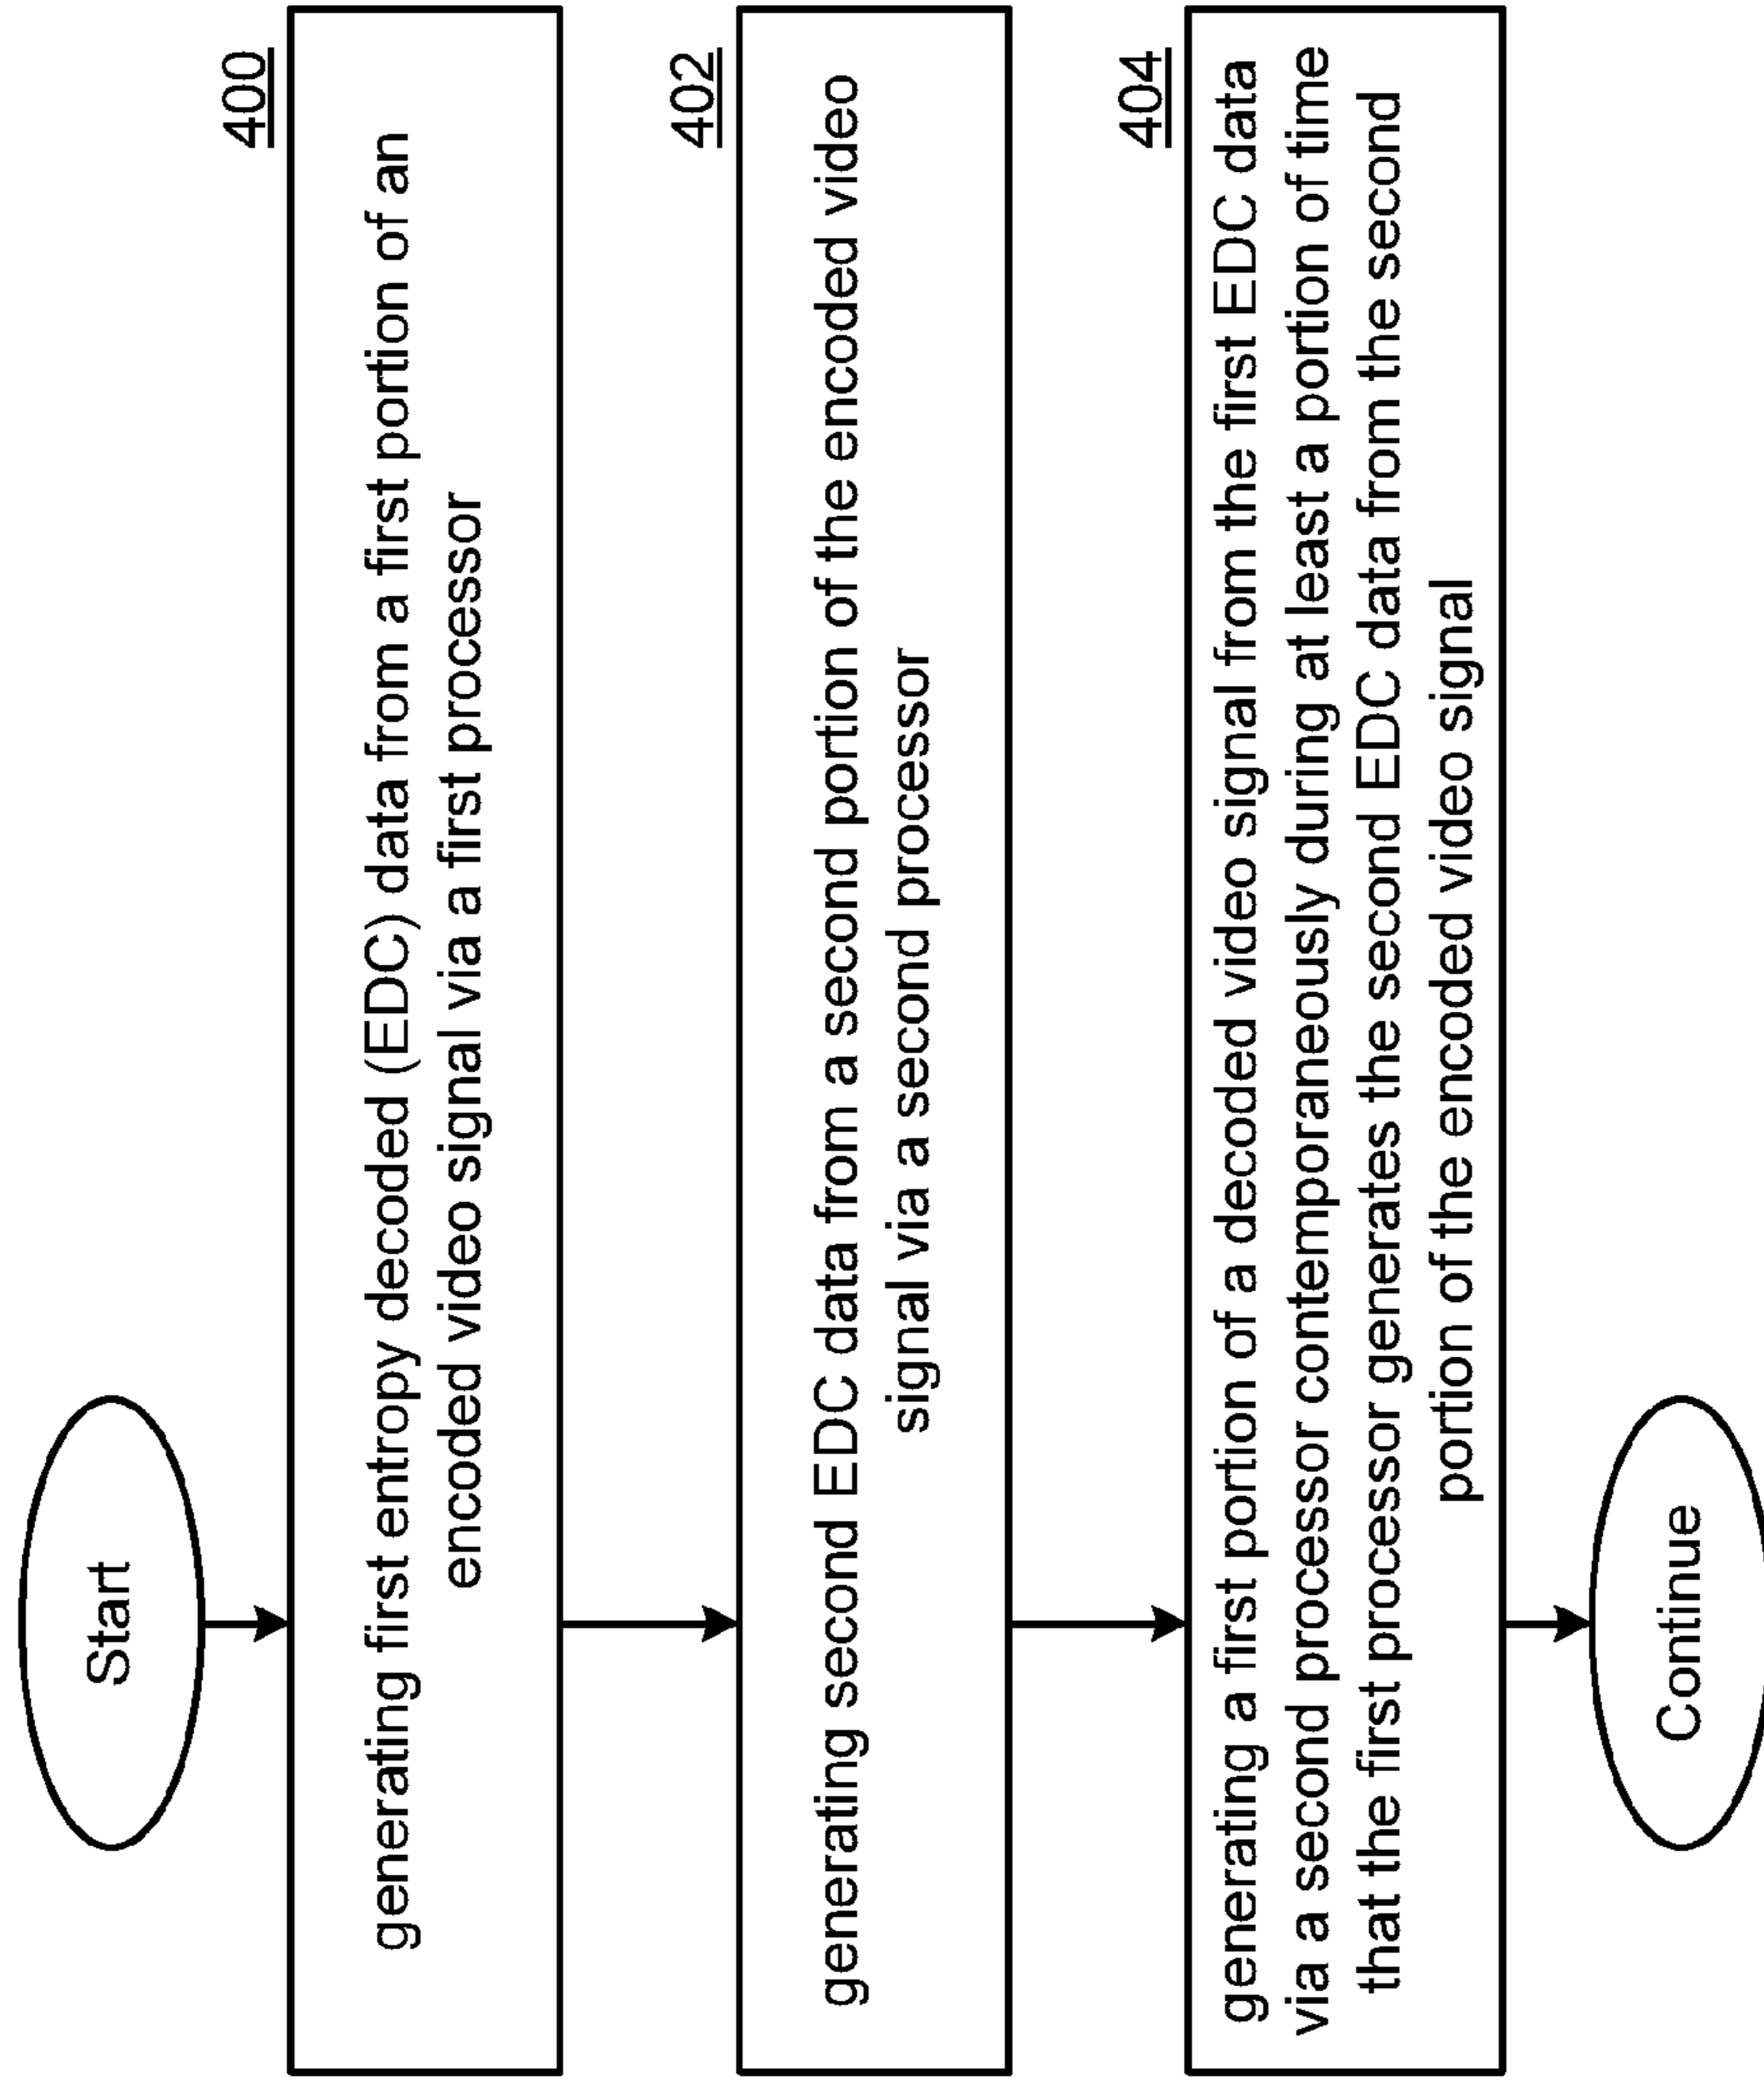 Start
400
generating first entropy decoded (EDC) data from a first portion of an
encoded video signal via a first processor
402
generating second EDC data from a second portion of the encoded video
signal via a second processor
404
generating a first portion of a decoded video signal from the first EDC data
via a second processor contemporaneously during at least a portion of time
that the first processor generates the second EDC data from the second
portion of the encoded video signal
Continue